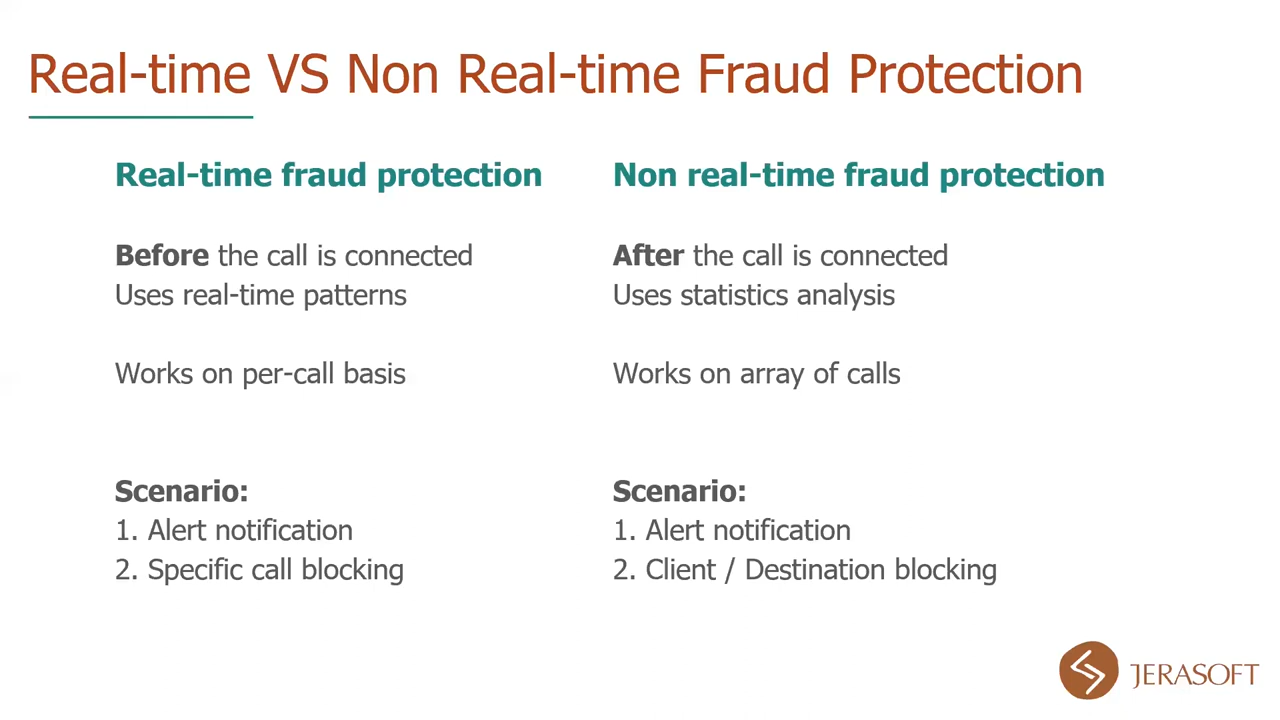 Real-time VS Non Real-time Fraud Protection
Real-time fraud protection
Before the call is connected
Uses real-time patterns
Works on per-call basis
Scenario:
1. Alert notification
2. Specific call blocking
Non real-time fraud protection
After the call is connected
Uses statistics analysis
Works on array of calls
Scenario:
1. Alert notification
2. Client / Destination blocking
JERASOFT